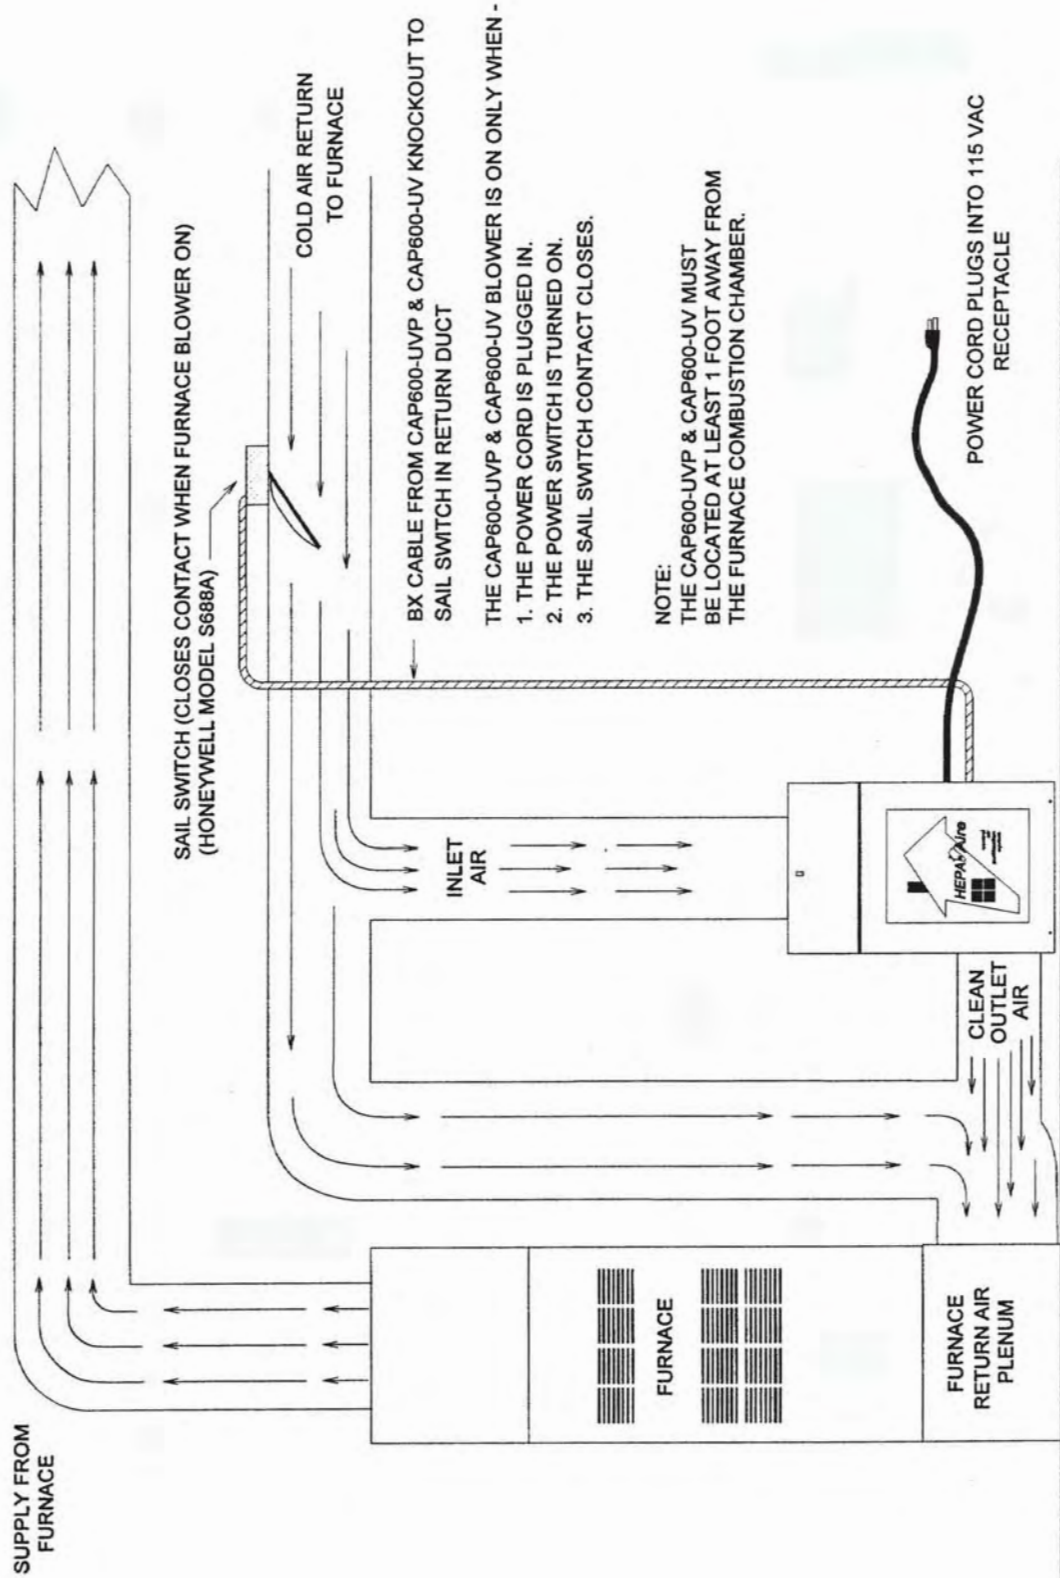 SUPPLY FROM
FURNACE
SAIL SWITCH (CLOSES CONTACT WHEN FURNACE BLOWER ON)
(HONEYWELL MODEL S688A)
COLD AIR RETURN
TO FURNACE
BX CABLE FROM CAP600-UVP & CAP600-UV KNOCKOUT TO
SAIL SWITCH IN RETURN DUCT
THE CAP600-UVP & CAP600-UV BLOWER IS ON ONLY WHEN -
1. THE POWER CORD IS PLUGGED IN.
2. THE POWER SWITCH IS TURNED ON.
3. THE SAIL SWITCH CONTACT CLOSES.
NOTE:
THE CAP600-UVP & CAP600-UV MUST
BE LOCATED AT LEAST 1 FOOT AWAY FROM
THE FURNACE COMBUSTION CHAMBER.
INLET
AIR
FURNACE
FURNACE
RETURN AIR
PLENUM
CLEAN
OUTLET
AIR
HEPA Aire
POWER CORD PLUGS INTO 115 VAC
RECEPTACLE